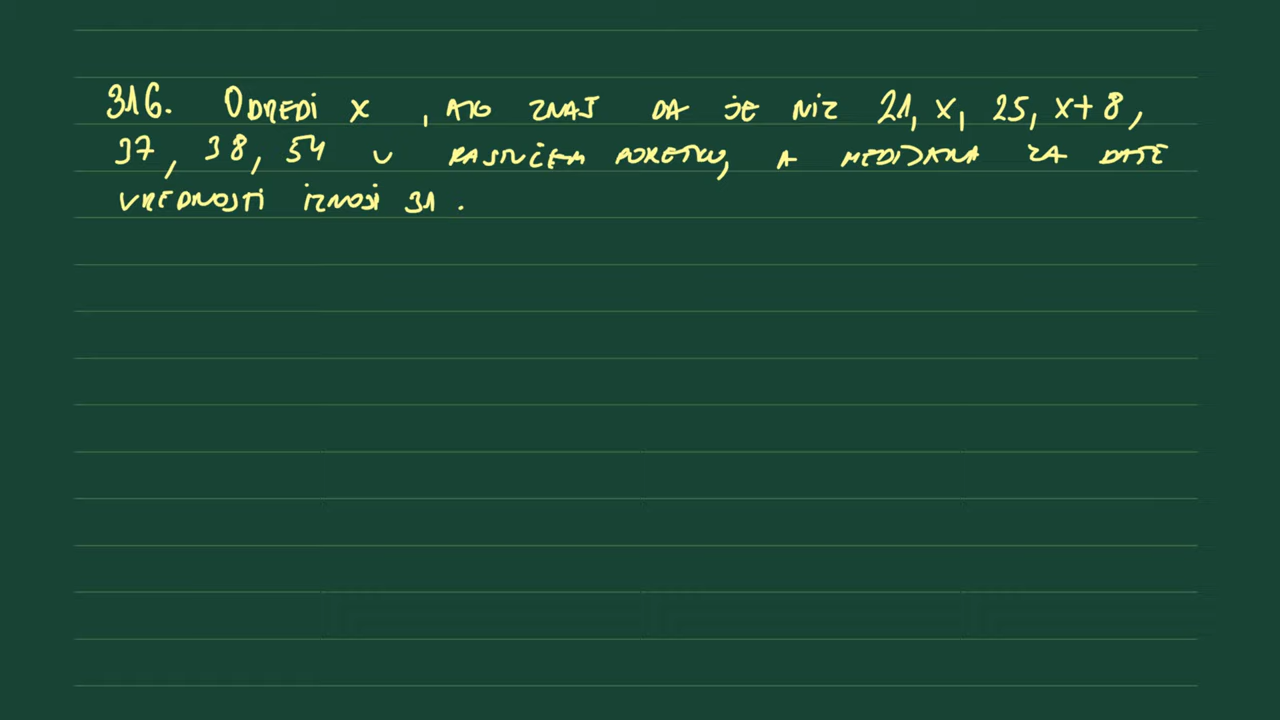 316. ODREDI X, AKO ZNAŠ DA JE NIZ 21, X, 25, X+8,
37, 38, 54 U RASTUĆEM PORETKU, A MEDIJANA ZA DATE
VREDNOSTI IZNOSI 31.